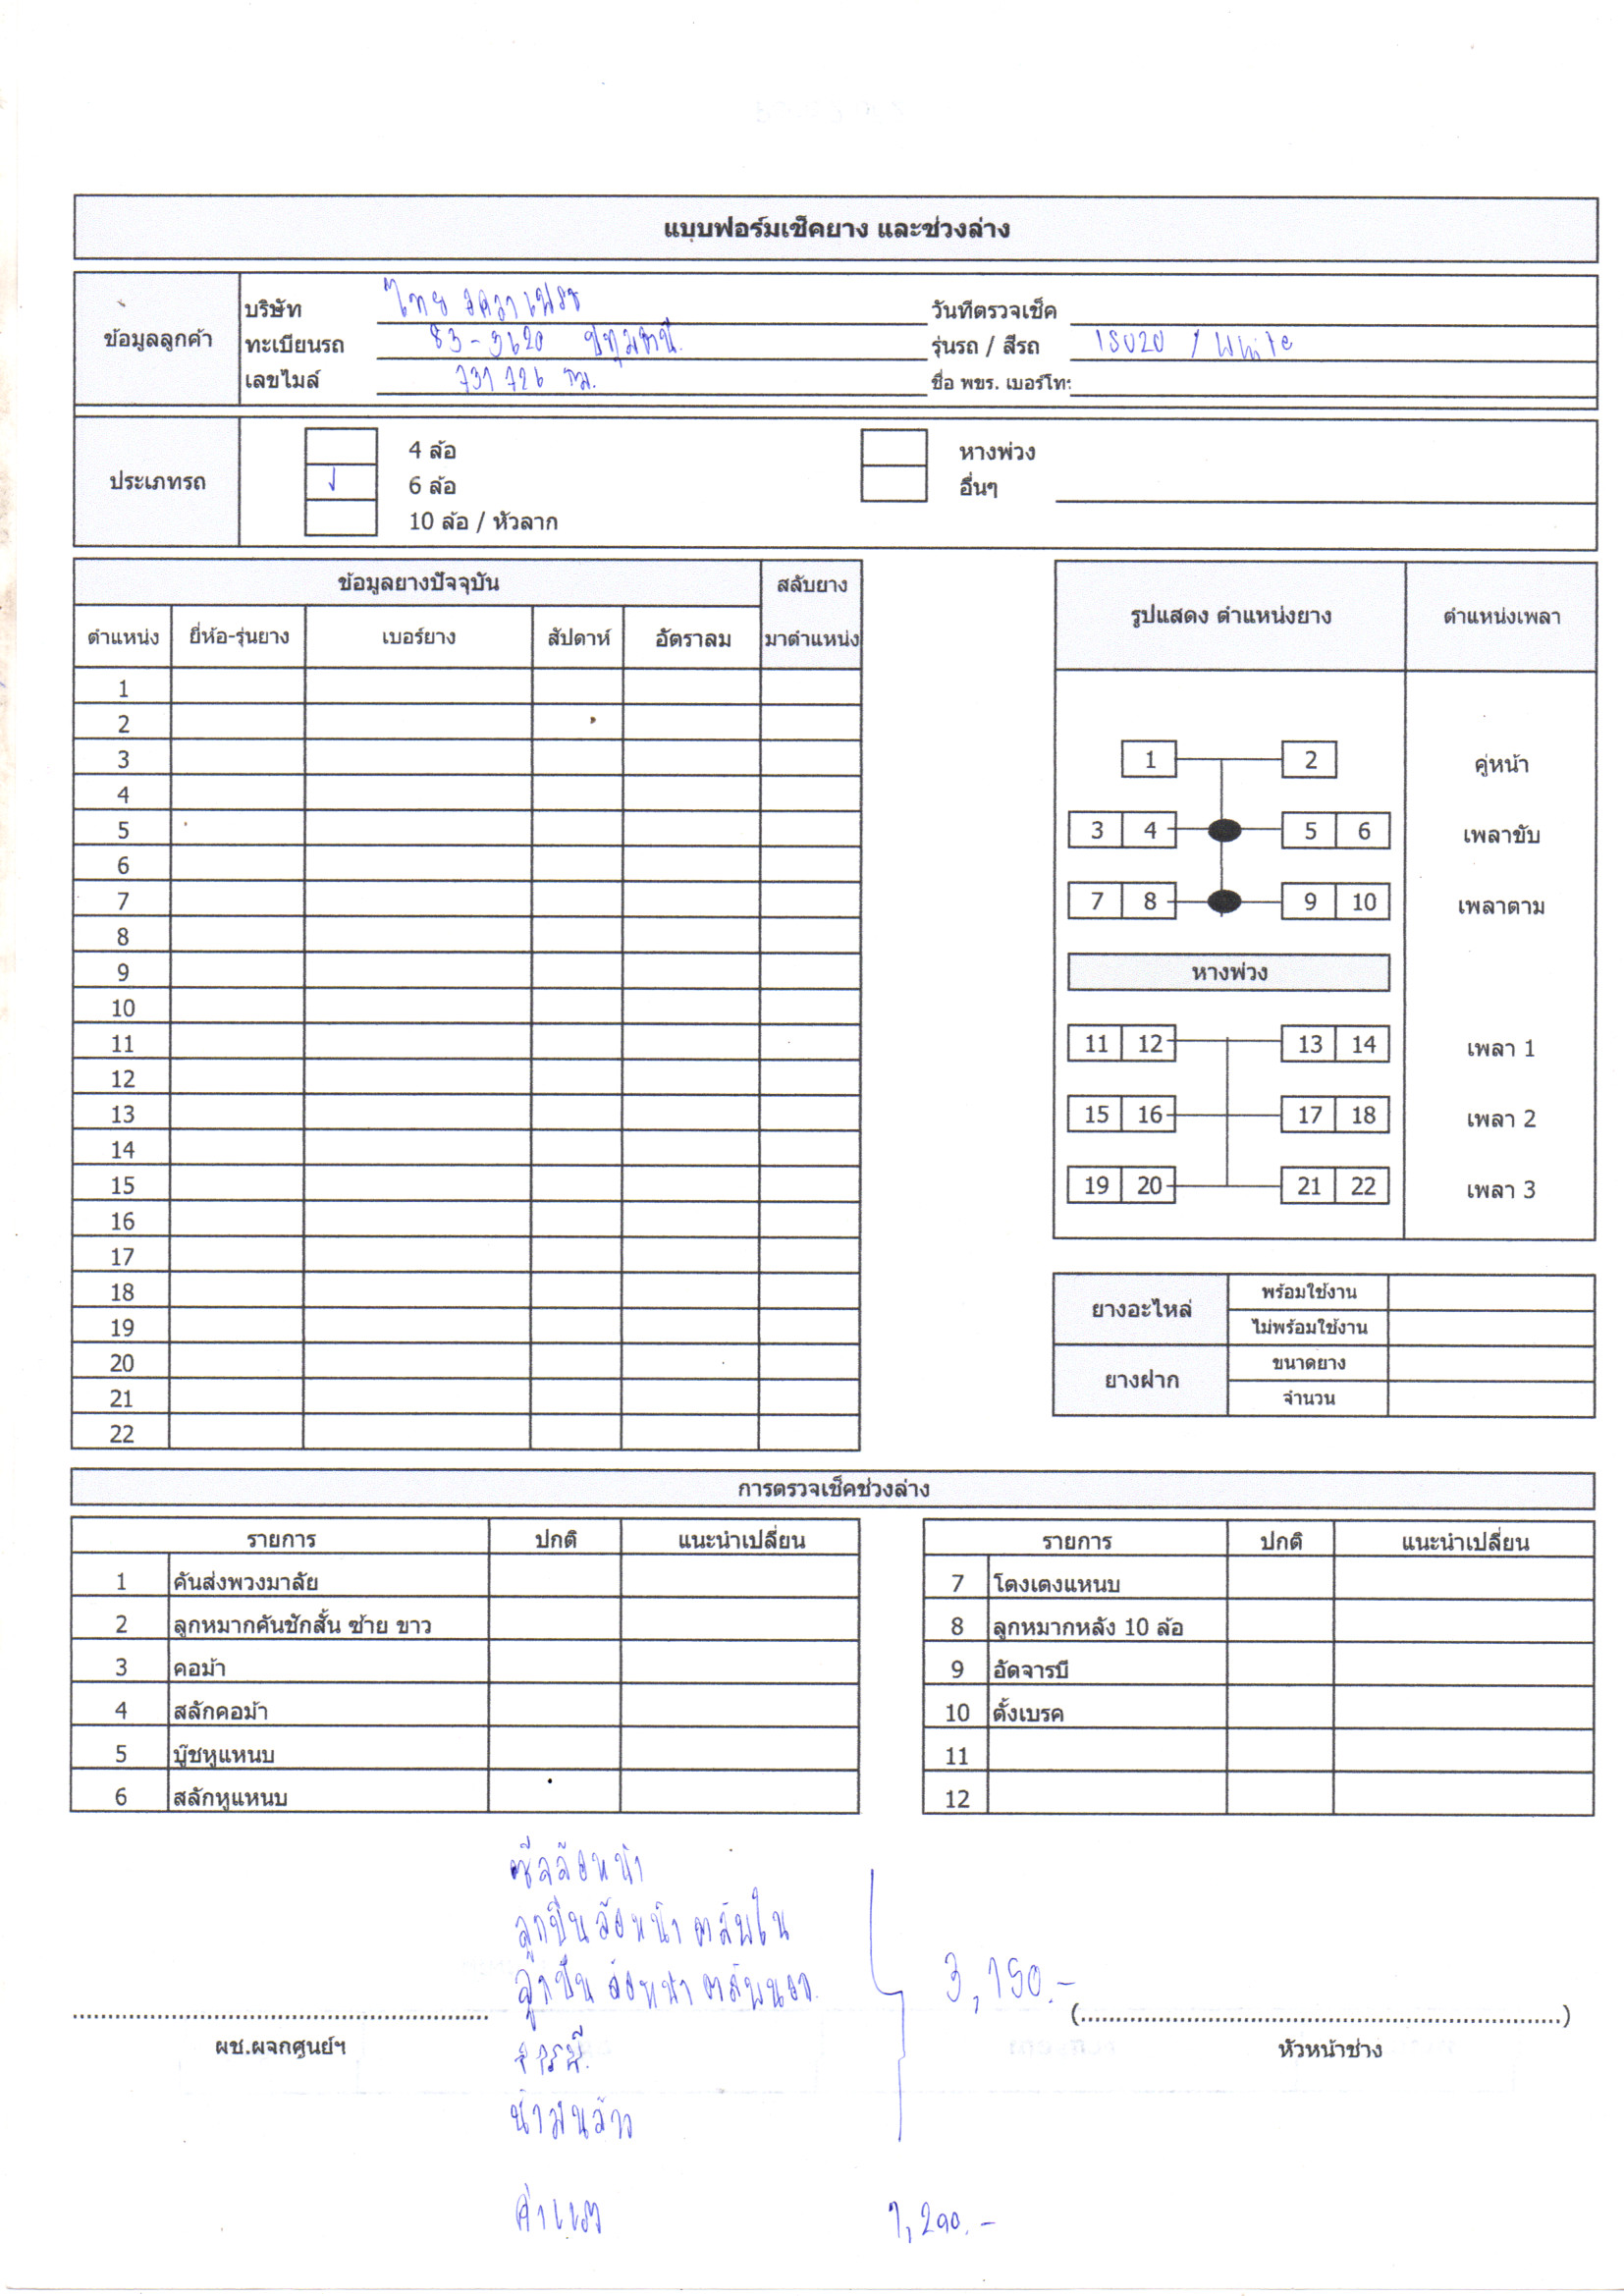 แบบฟอร์มเช็คยาง และช่วงล่าง
ข้อมูลลูกค้า
บริษัท ไทย
วันที่ตรวจเช็ค
ทะเบียนรถ 83-3620 ปทุมธานี
รุ่นรถ / สีรถ ISUZU / White
เลขไมล์ 731726 กม.
ชื่อ พขร. เบอร์โทร
ประเภทรถ
4 ล้อ
6 ล้อ
10 ล้อ / หัวลาก
หางพ่วง
อื่นๆ
ข้อมูลยางปัจจุบัน สลับยาง
ตำแหน่ง ยี่ห้อ-รุ่นยาง เบอร์ยาง สัปดาห์ อัตราลม มาตำแหน่ง
1
2
3
4
5
6
7
8
9
10
11
12
13
14
15
16
17
18
19
20
21
22
รูปแสดง ตำแหน่งยาง ตำแหน่งเพลา
1 2 คู่หน้า
3 4 5 6 เพลาขับ
7 8 9 10 เพลาตาม
หางพ่วง
11 12 13 14 เพลา 1
15 16 17 18 เพลา 2
19 20 21 22 เพลา 3
ยางอะไหล่ พร้อมใช้งาน
ไม่พร้อมใช้งาน
ยางฝาก ขนาดยาง
จำนวน
การตรวจเช็คช่วงล่าง
รายการ ปกติ แนะนำเปลี่ยน
1 คันส่งพวงมาลัย
2 ลูกหมากคันชักสั้น ซ้าย ขาว
3 คอม้า
4 สลักคอม้า
5 บู๊ชหูแหนบ
6 สลักหูแหนบ
รายการ ปกติ แนะนำเปลี่ยน
7 โตงเตงแหนบ
8 ลูกหมากหลัง 10 ล้อ
9 อัดจารบี
10 ตั้งเบรค
11
12
ซีลล้อหน้า
ลูกปืนล้อหน้า ตลับใน
ลูกปืนล้อหน้า ตลับนอก
3,150.-
จารบี
น้ำมันล้าง
ผช.ผจกศูนย์ฯ
(........................................)
หัวหน้าช่าง
ค่าแรง 1,200.-